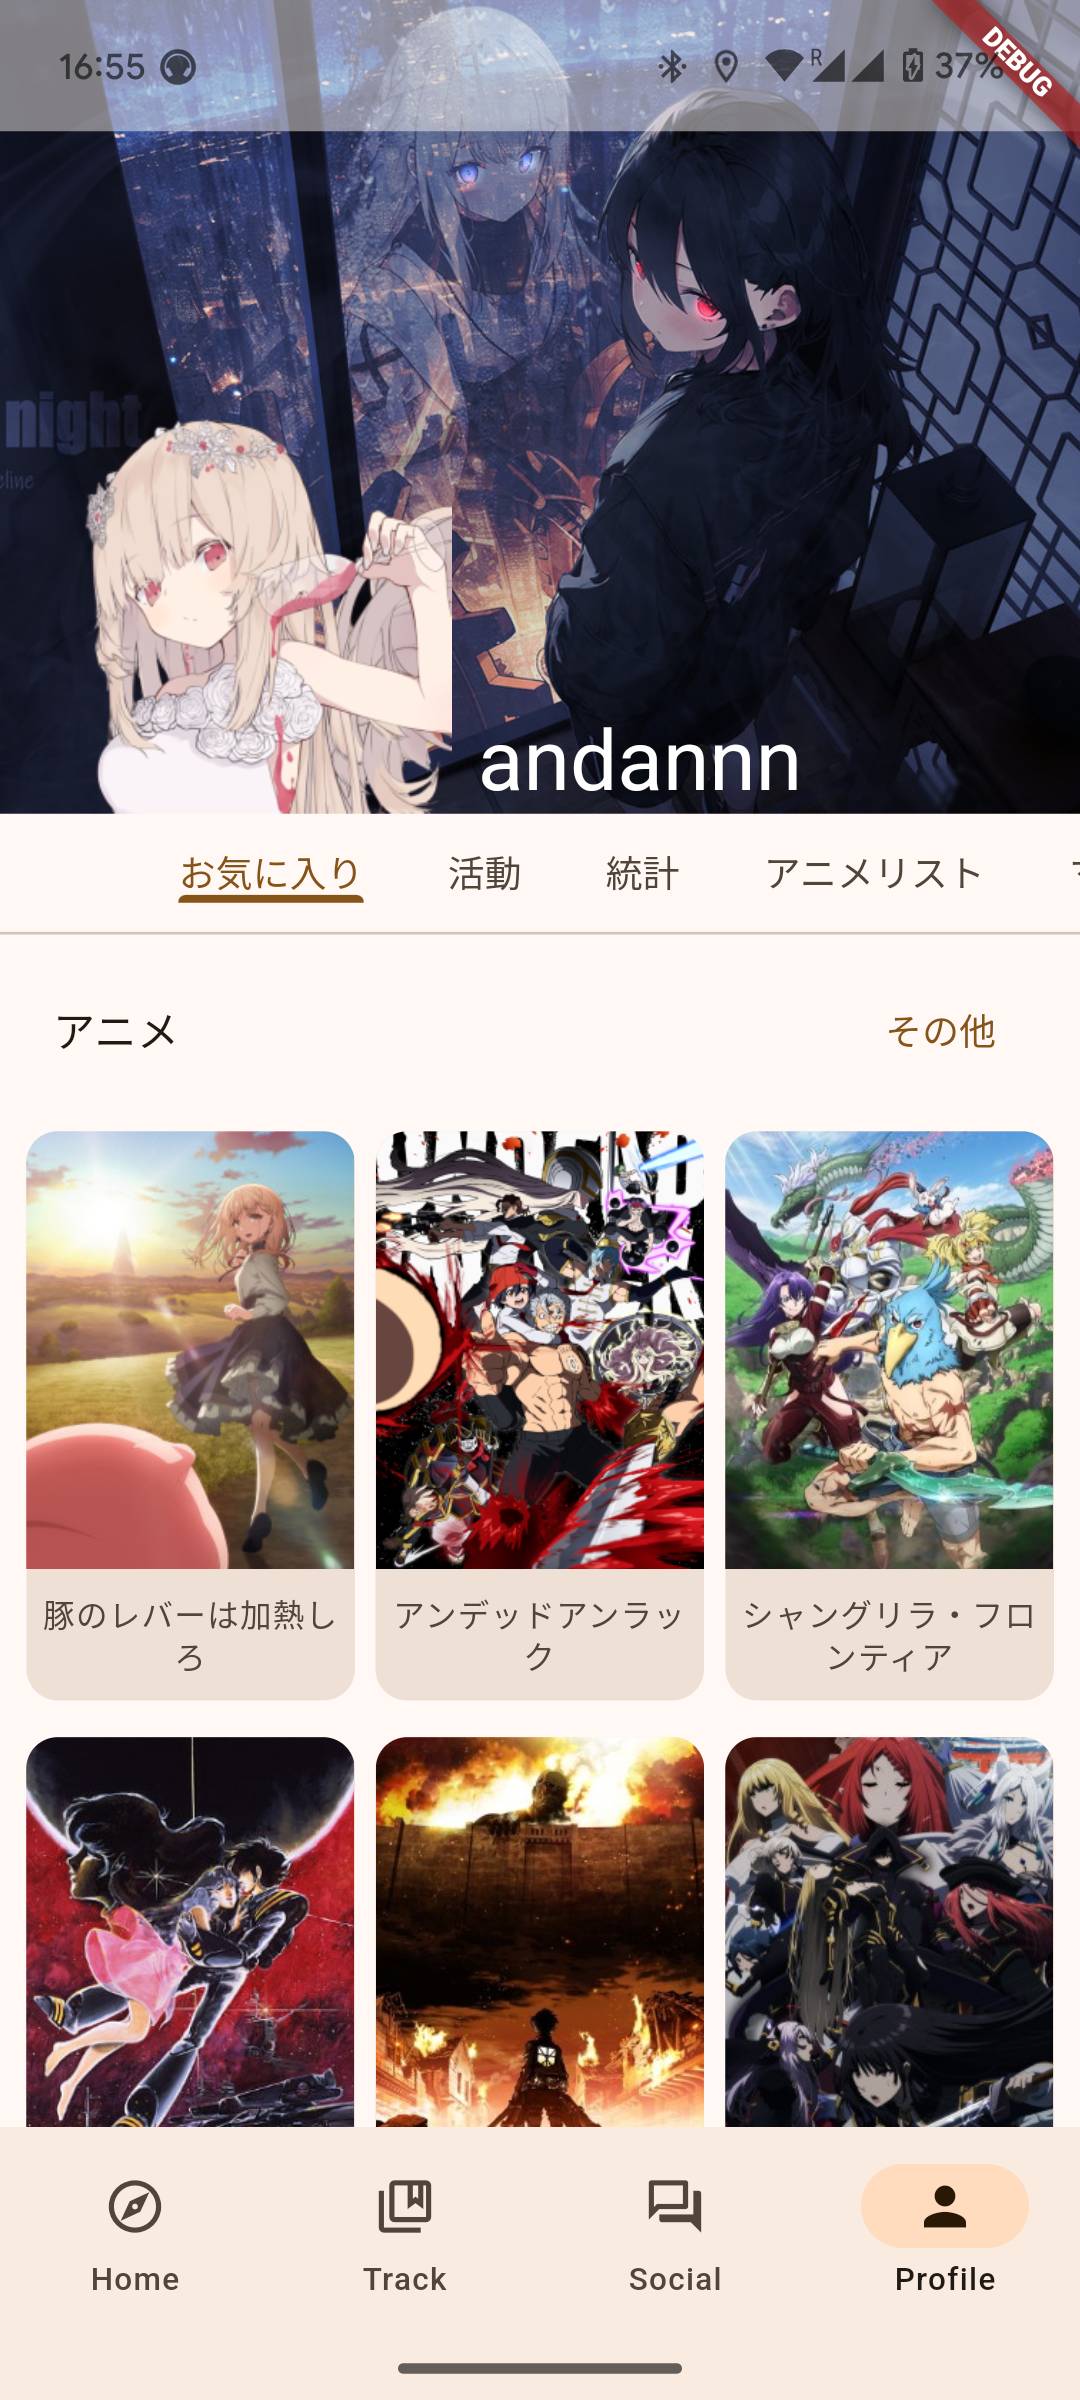 16:55
R
37%
DEBUG
night
eline
andannn
お気に入り 活動 統計 アニメリスト
アニメ その他
豚のレバーは加熱し
ろ
アンデッドアンラッ
ク
シャングリラ・フロ
ンティア
Home Track Social Profile